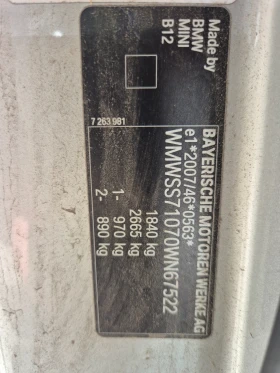 BAYERISCHE MOTOREN WERKE AG
e1*2007/46*0563*
WMWSS71070WN67522
1840 kg
2665 kg
1- 970 kg
2- 890 kg
Made by
BMW
MINI
B12
7 263 981